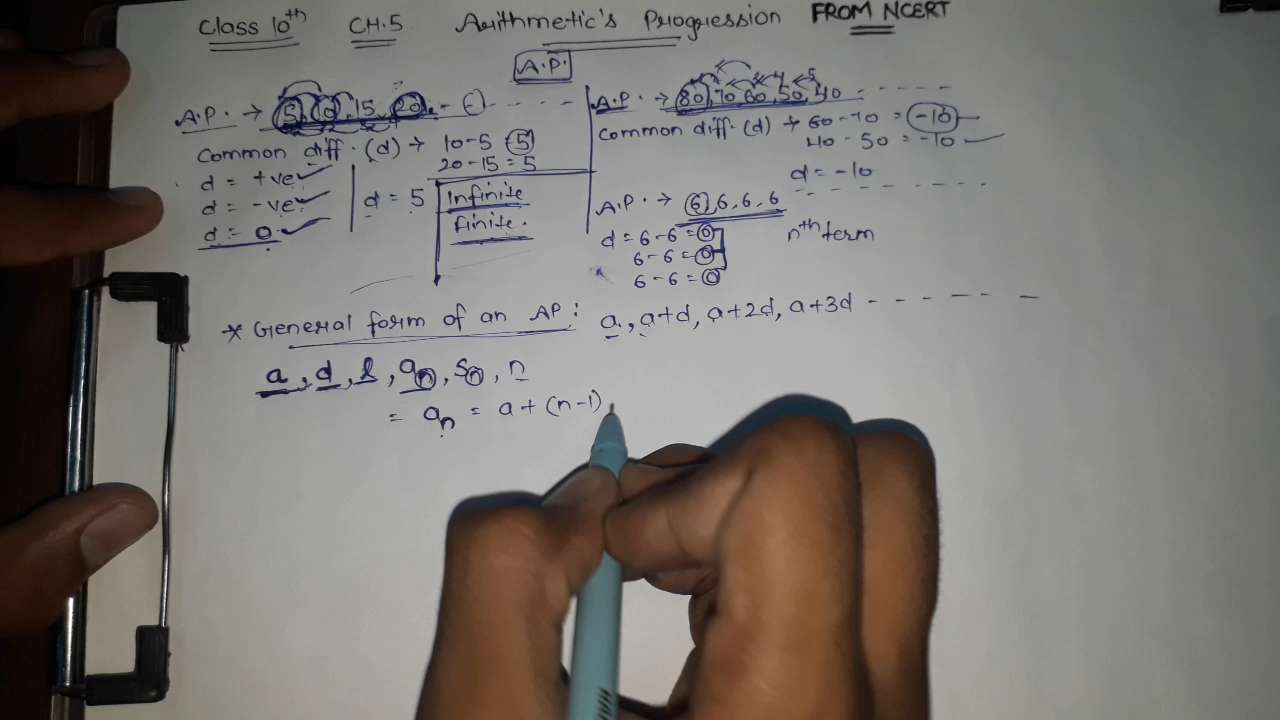 Class 10th CH.5 Arithmetic's Progression FROM NCERT
A.P.
A.P. → 5, 10, 15, 20, - - - - -
Common diff. (d) → 10-5 = 5
20-15 = 5
d = +ve ✓
d = -ve ✓
d = 0 ✓
d = 5
Infinite
Finite.
A.P. → 80, 70, 60, 50, 40 - - - - -
Common diff. (d) → 60-70 = -10
40-50 = -10 ✓
d = -10
A.P. → 6, 6, 6, 6
d = 6-6 = 0
6-6 = 0
6-6 = 0
nth term
* General form of an AP: a, a+d, a+2d, a+3d - - - - - -
a, d, l, an, Sn, n
= an = a + (n-1)